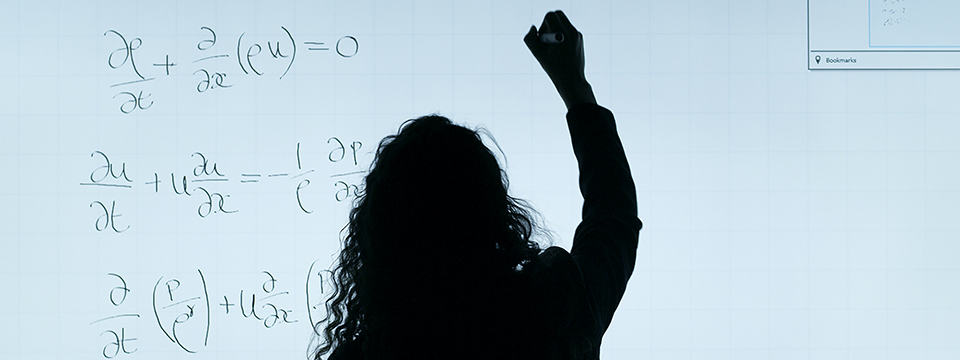 ∂ρ/∂t + ∂/∂x (ρu) = 0
Bookmarks
∂u/∂t + u ∂u/∂x = - 1/ρ ∂p/∂x
∂/∂t (p/ρ^γ) + u ∂/∂x (p